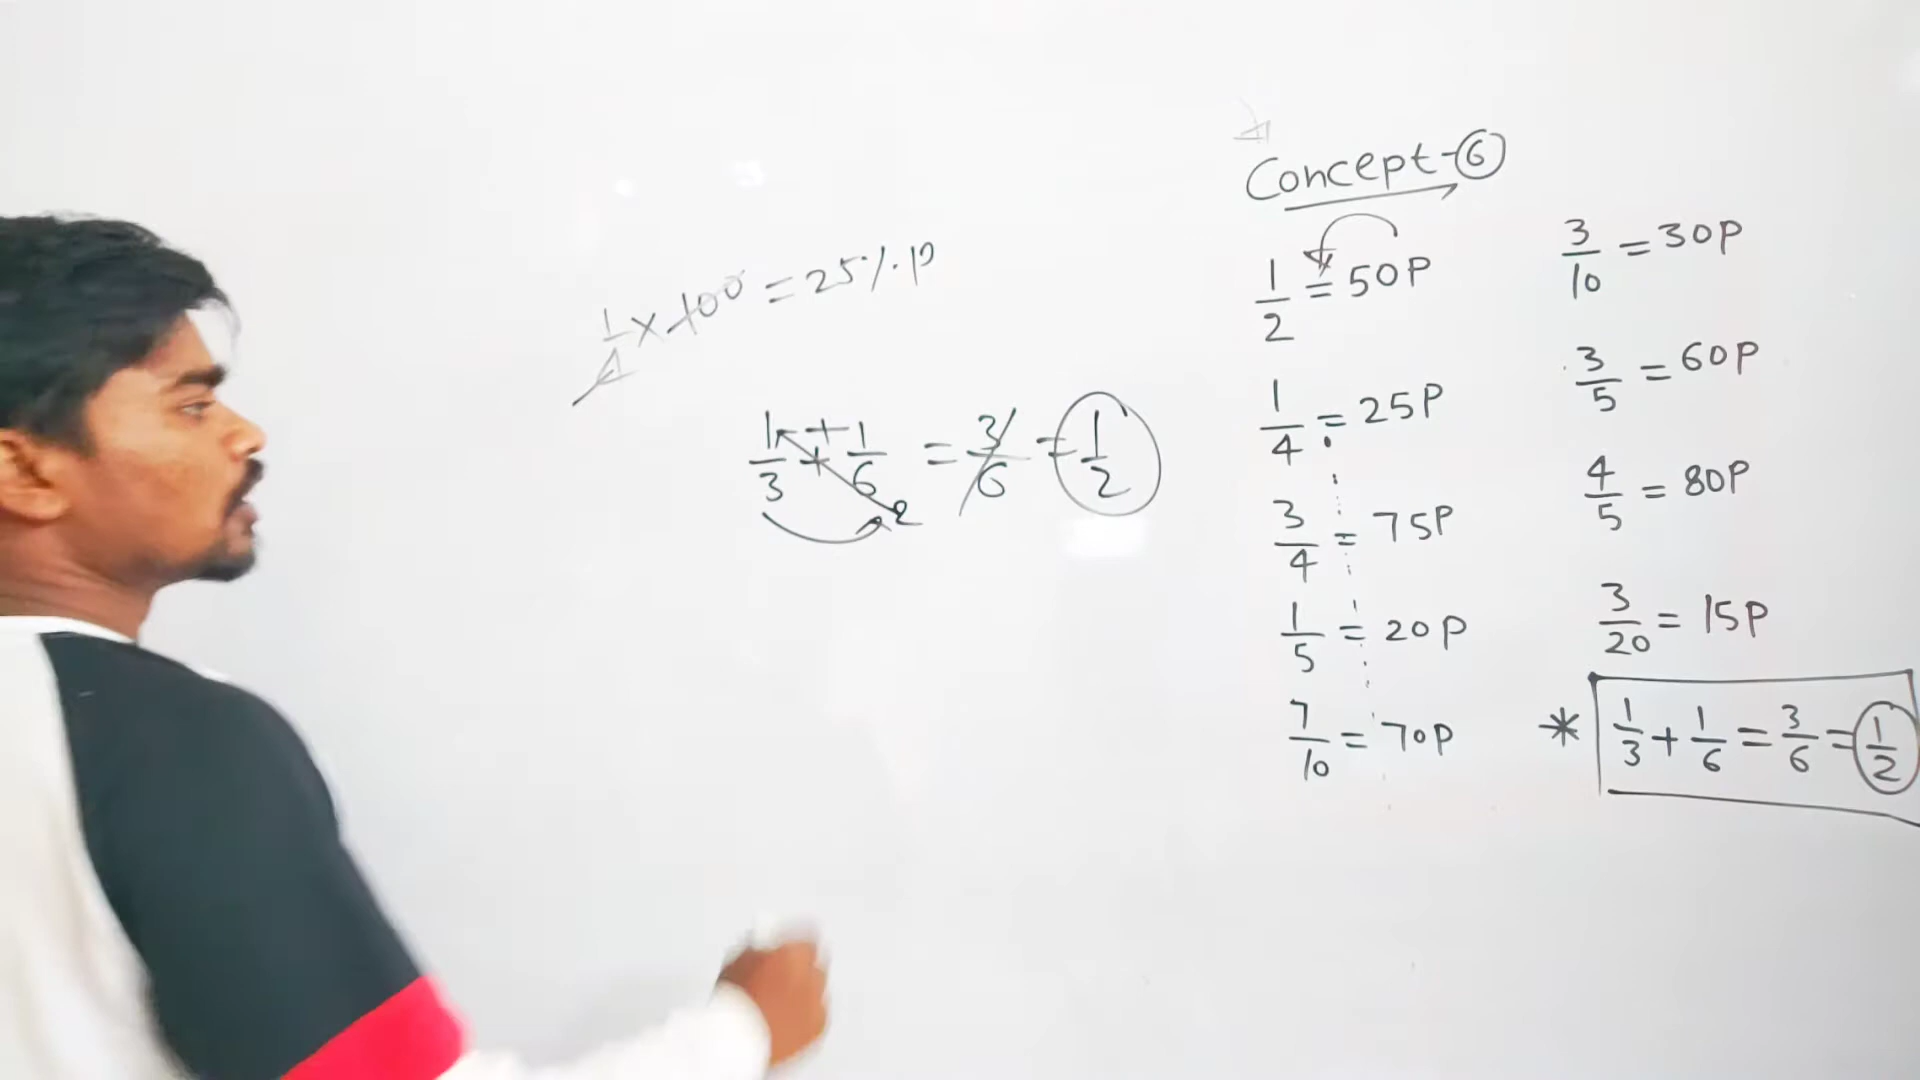 1/4 × 100 = 25%. P
1/3 + 1/6 = 3/6 = 1/2
2
Concept-6
1/2 = 50P
1/4 = 25P
3/4 = 75P
1/5 = 20P
7/10 = 70P
3/10 = 30P
3/5 = 60P
4/5 = 80P
3/20 = 15P
* 1/3 + 1/6 = 3/6 = 1/2